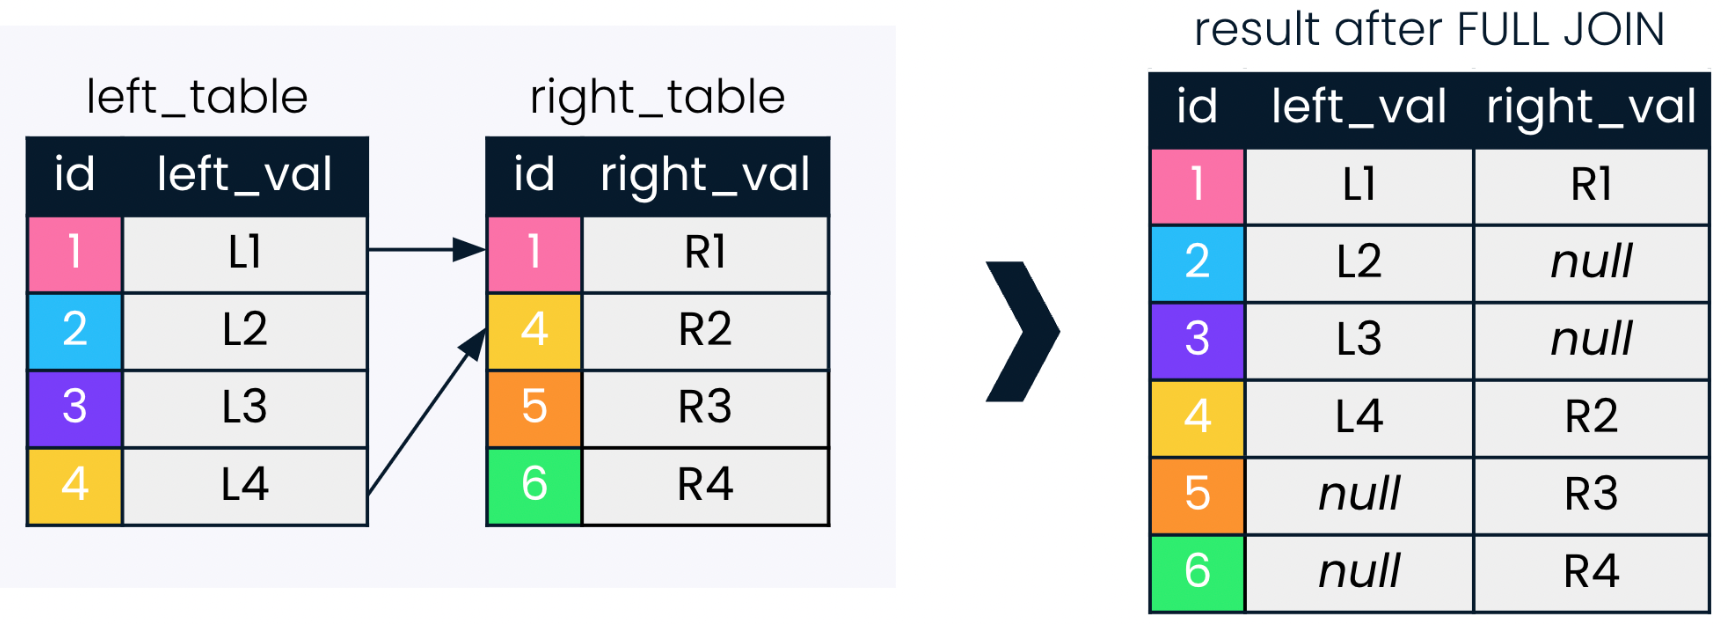 result after FULL JOIN
left_table
right_table
id left_val
1 L1
2 L2
3 L3
4 L4
id right_val
1 R1
4 R2
5 R3
6 R4
id left_val right_val
1 L1 R1
2 L2 null
3 L3 null
4 L4 R2
5 null R3
6 null R4